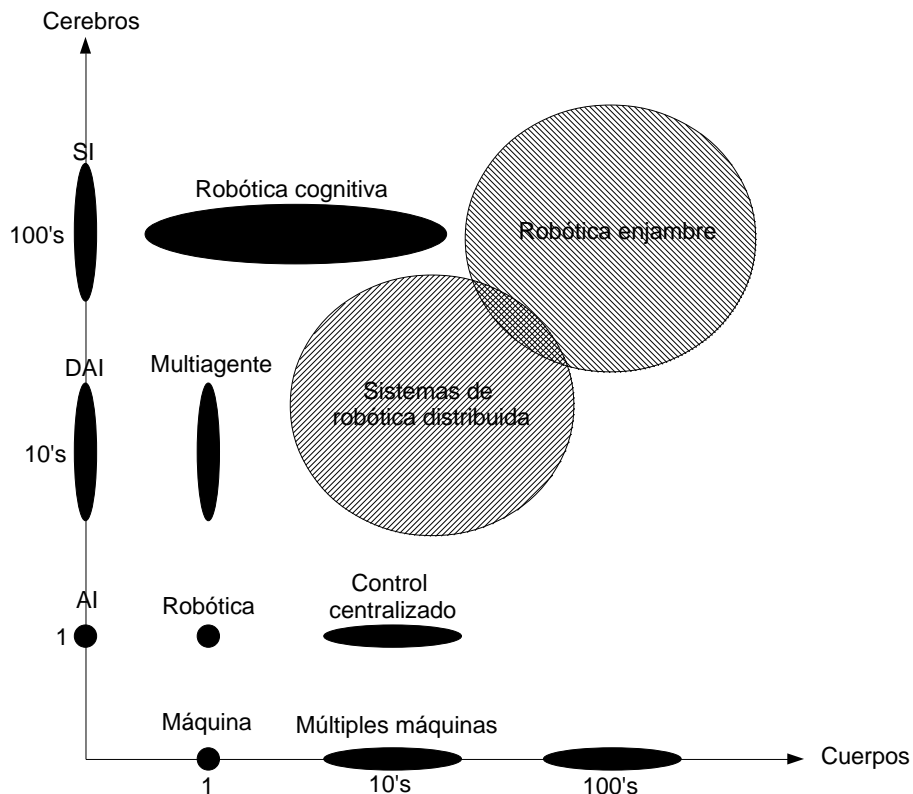 Cerebros
SI
Robótica cognitiva
100's
Robótica enjambre
DAI
Multiagente
Sistemas de
robótica distribuida
10's
AI
Robótica
Control
centralizado
1
Máquina
Múltiples máquinas
Cuerpos
1
10's
100's